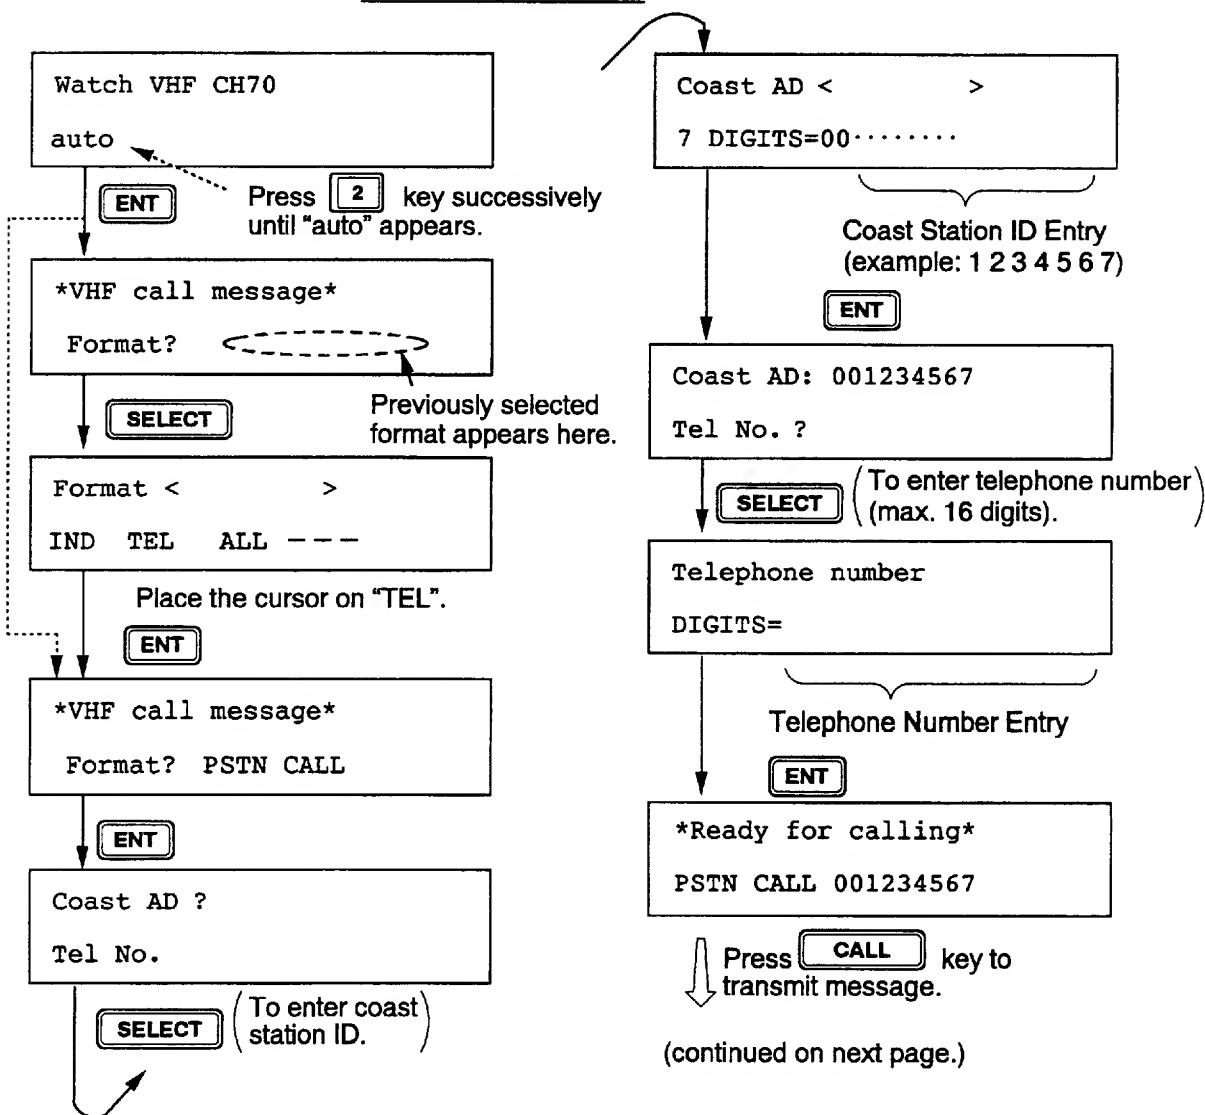 Watch VHF CH70
auto
ENT
Press 2 key successively
until "auto" appears.
*VHF call message*
Format?
SELECT
Previously selected
format appears here.
Format < >
IND TEL ALL ---
Place the cursor on "TEL".
ENT
*VHF call message*
Format? PSTN CALL
ENT
Coast AD ?
Tel No.
SELECT
(To enter coast
station ID.)
Coast AD < >
7 DIGITS=00········
Coast Station ID Entry
(example: 1 2 3 4 5 6 7)
ENT
Coast AD: 001234567
Tel No. ?
SELECT
(To enter telephone number
(max. 16 digits).)
Telephone number
DIGITS=
Telephone Number Entry
ENT
*Ready for calling*
PSTN CALL 001234567
Press CALL key to
transmit message.
(continued on next page.)